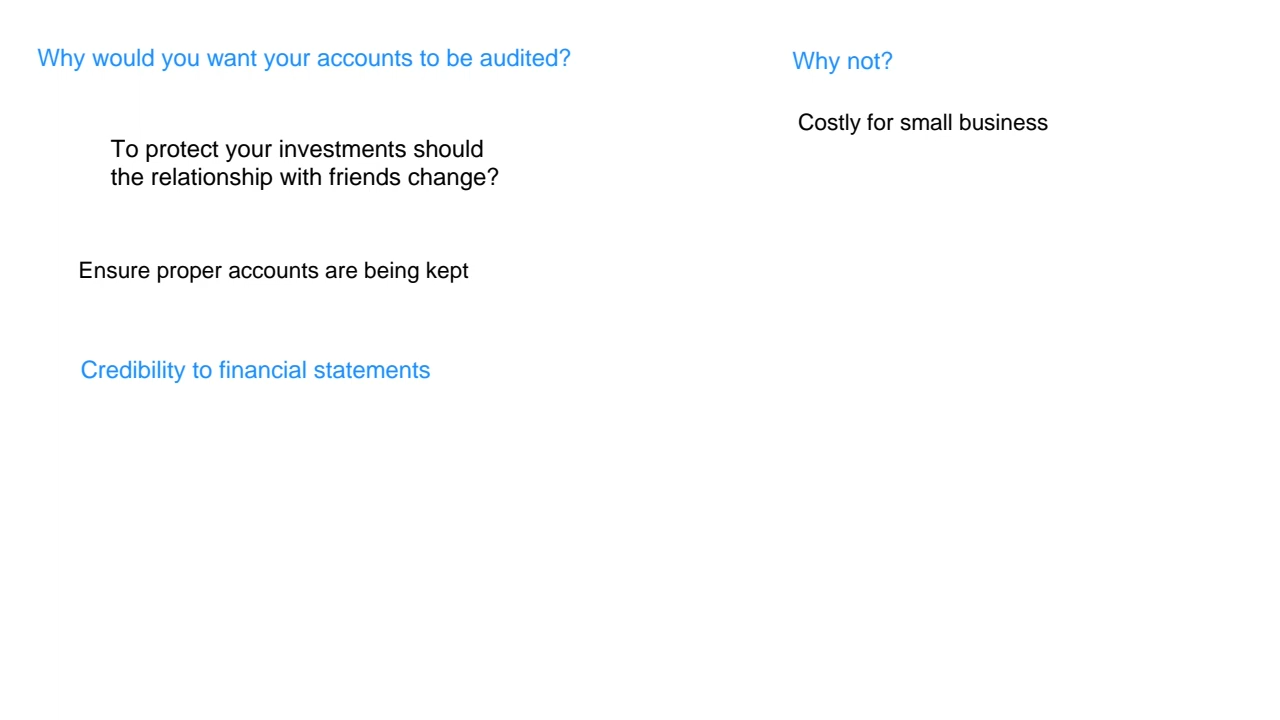 Why would you want your accounts to be audited?
To protect your investments should
the relationship with friends change?
Ensure proper accounts are being kept
Credibility to financial statements
Why not?
Costly for small business